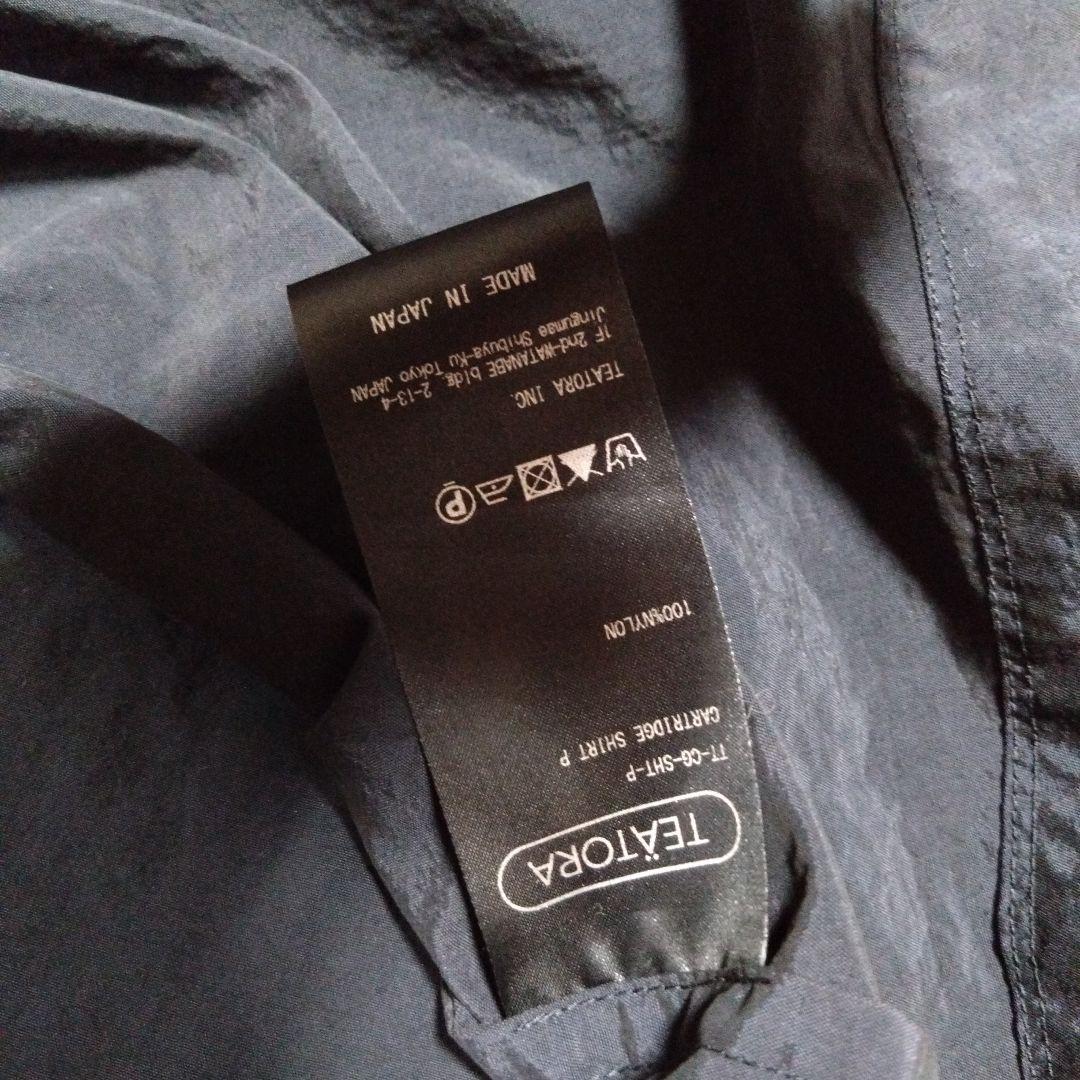 TEÄTORA
TT-CG-SHT-P
CARTRIDGE SHIRT P
100%NYLON
P
TEATORA INC.
1F 2nd-WATANABE bldg, 2-13-4
Jingumae Shibuya-Ku Tokyo JAPAN
MADE IN JAPAN